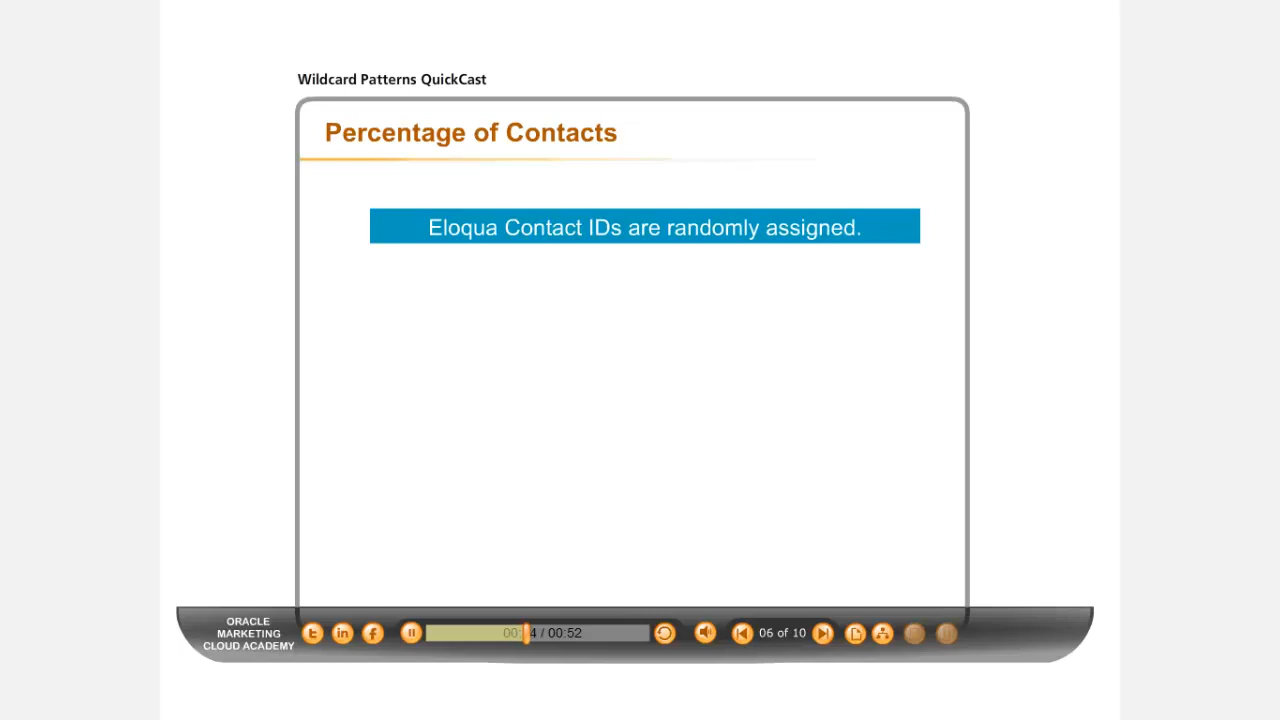 Wildcard Patterns QuickCast
Percentage of Contacts
Eloqua Contact IDs are randomly assigned.
ORACLE
MARKETING
CLOUD ACADEMY
/ 00:52
06 of 10